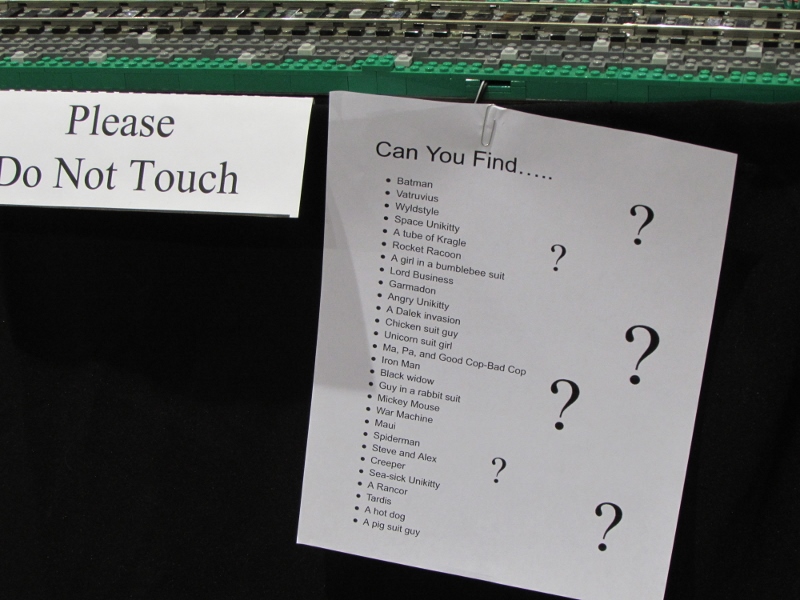 Please
Do Not Touch
Can You Find.....
• Batman
• Vatruvius
• Wyldstyle
• Space Unikitty
• A tube of Kragle
• Rocket Racoon
• A girl in a bumblebee suit
• Lord Business
• Garmadon
• Angry Unikitty
• A Dalek invasion
• Chicken suit guy
• Unicorn suit girl
• Ma, Pa, and Good Cop-Bad Cop
• Iron Man
• Black widow
• Guy in a rabbit suit
• Mickey Mouse
• War Machine
• Maui
• Spiderman
• Steve and Alex
• Creeper
• Sea-sick Unikitty
• A Rancor
• Tardis
• A hot dog
• A pig suit guy
?
?
?
?
?
?